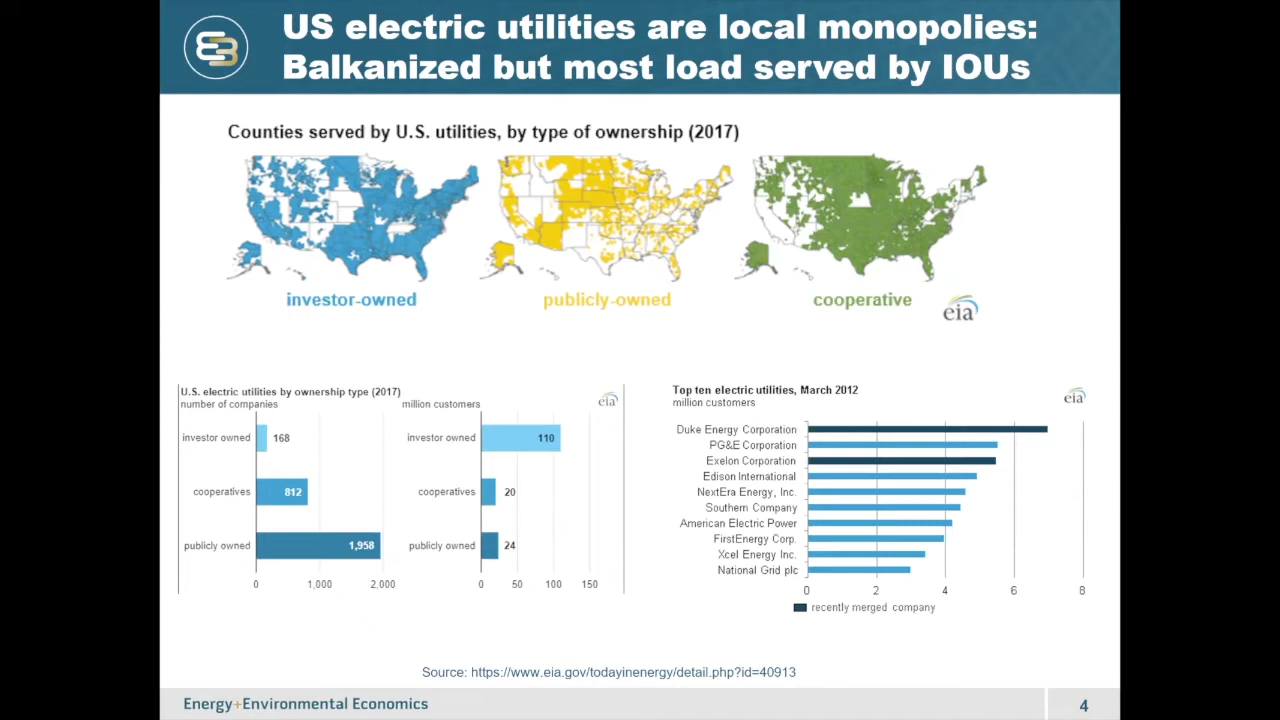 US electric utilities are local monopolies:
Balkanized but most load served by IOUs
Counties served by U.S. utilities, by type of ownership (2017)
investor-owned
publicly-owned
cooperative
eia
U.S. electric utilities by ownership type (2017)
number of companies
million customers
eia
investor owned
168
cooperatives
812
publicly owned
1,958
0
1,000
2,000
investor owned
110
cooperatives
20
publicly owned
24
0
50
100
150
Top ten electric utilities, March 2012
million customers
eia
Duke Energy Corporation
PG&E Corporation
Exelon Corporation
Edison International
NextEra Energy, Inc.
Southern Company
American Electric Power
FirstEnergy Corp.
Xcel Energy Inc.
National Grid plc
0
2
4
6
8
recently merged company
Source: https://www.eia.gov/todayinenergy/detail.php?id=40913
Energy+Environmental Economics
4